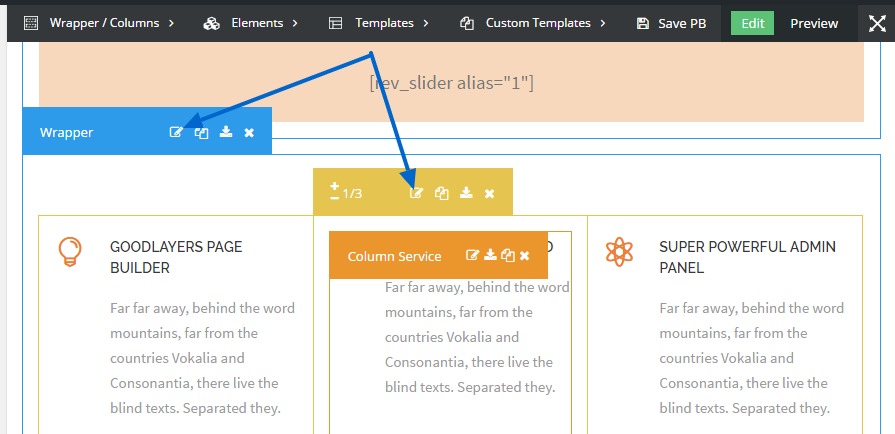 Wrapper / Columns
Elements
Templates
Custom Templates
Save PB
Edit
Preview
[rev_slider alias="1"]
Wrapper
1/3
GOODLAYERS PAGE
BUILDER
Far far away, behind the word
mountains, far from the
countries Vokalia and
Consonantia, there live the
blind texts. Separated they.
Column Service
Far far away, behind the word
mountains, far from the
countries Vokalia and
Consonantia, there live the
blind texts. Separated they.
SUPER POWERFUL ADMIN
PANEL
Far far away, behind the word
mountains, far from the
countries Vokalia and
Consonantia, there live the
blind texts. Separated they.